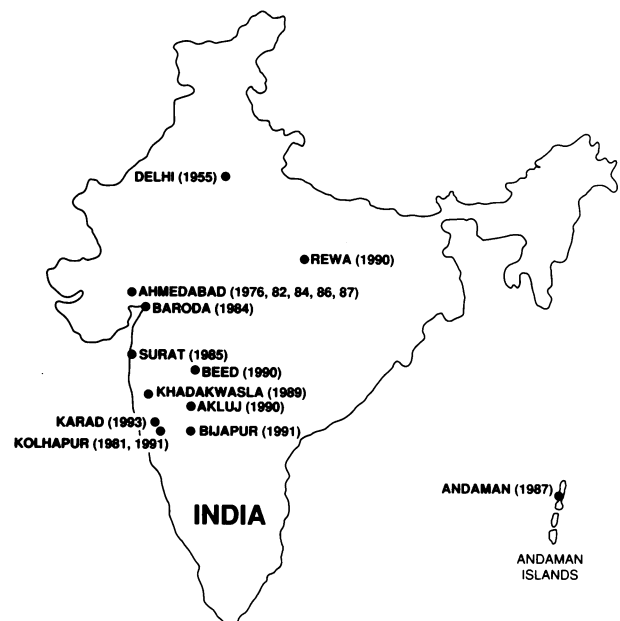 DELHI (1955)
REWA (1990)
AHMEDABAD (1976, 82, 84, 86, 87)
BARODA (1984)
SURAT (1985)
BEED (1990)
KHADAKWASLA (1989)
AKLUJ (1990)
KARAD (1993)
BIJAPUR (1991)
KOLHAPUR (1981, 1991)
ANDAMAN (1987)
INDIA
ANDAMAN
ISLANDS